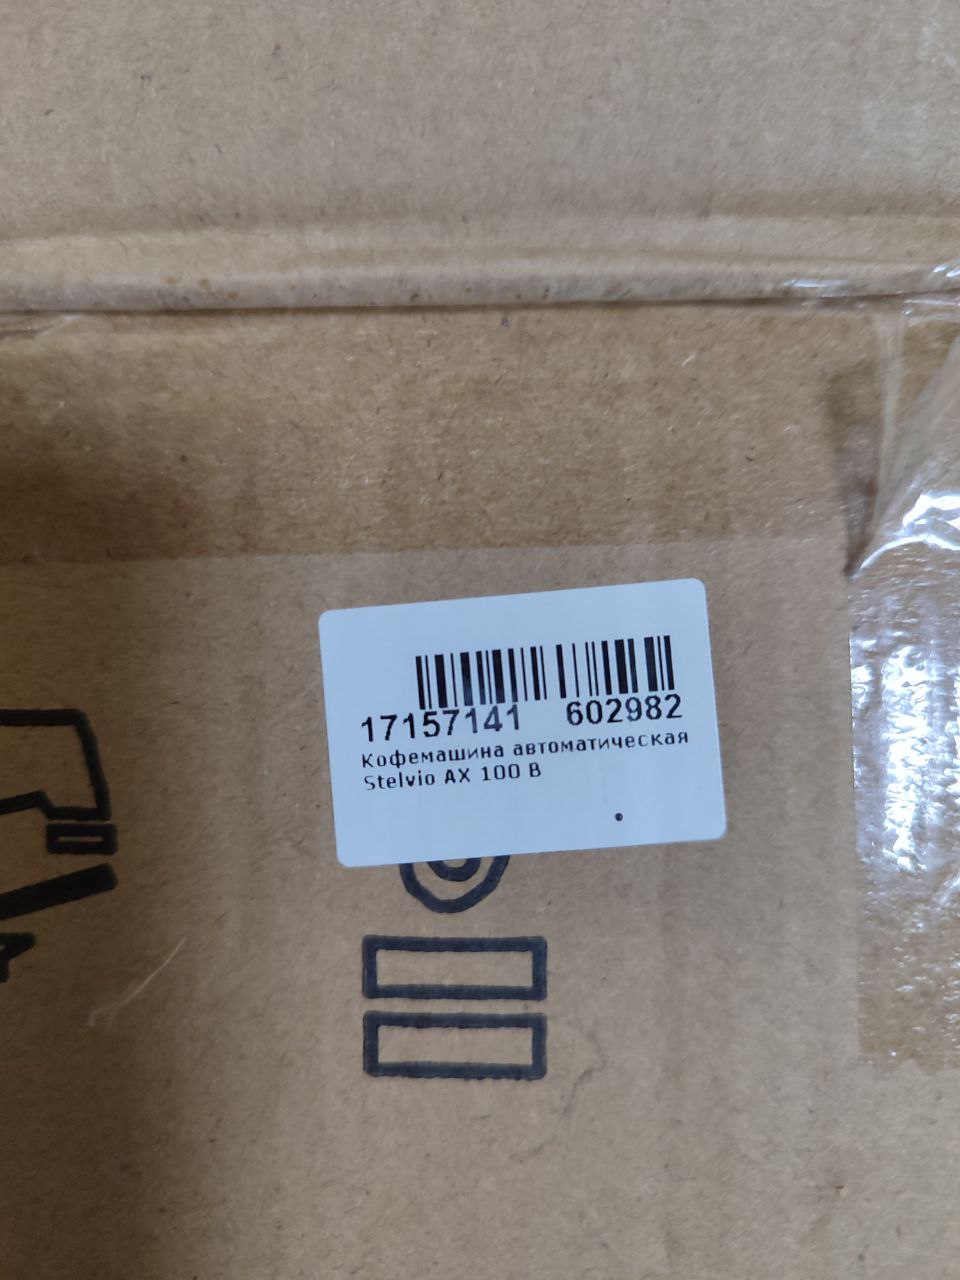 17157141 602982
Кофемашина автоматическая
Stelvio AX 100 B